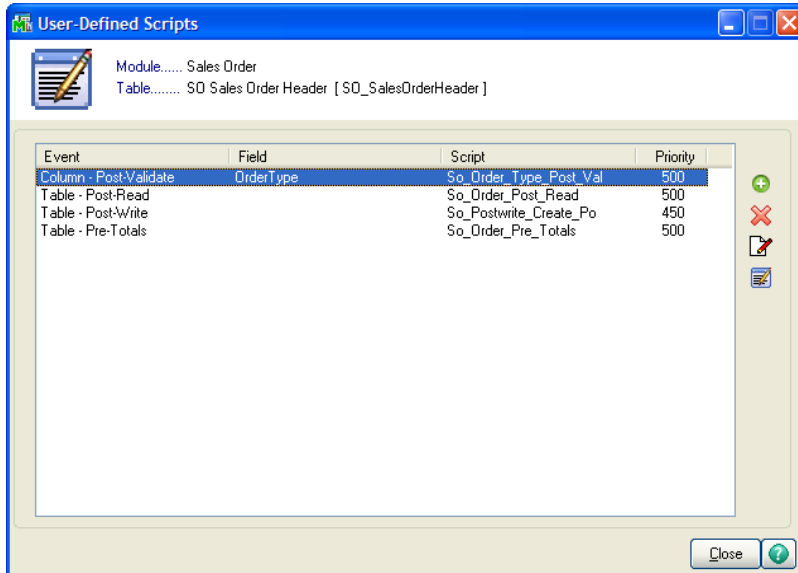 User-Defined Scripts
Module...... Sales Order
Table........ SO Sales Order Header [ SO_SalesOrderHeader ]
Event Field Script Priority
Column - Post-Validate OrderType So_Order_Type_Post_Val 500
Table - Post-Read So_Order_Post_Read 500
Table - Post-Write So_Postwrite_Create_Po 450
Table - Pre-Totals So_Order_Pre_Totals 500
Close